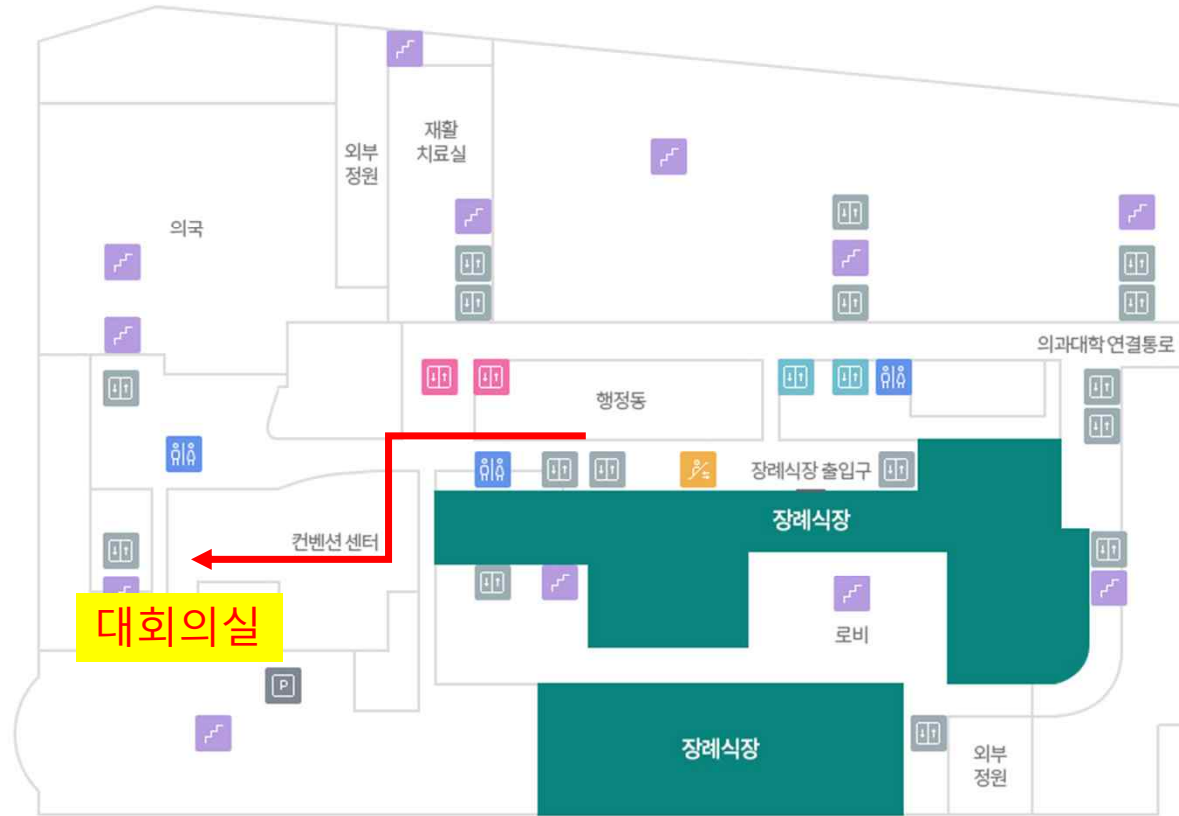 재활
치료실
외부
정원
의국
의과대학 연결통로
행정동
장례식장 출입구
장례식장
컨벤션 센터
대회의실
로비
P
장례식장
외부
정원